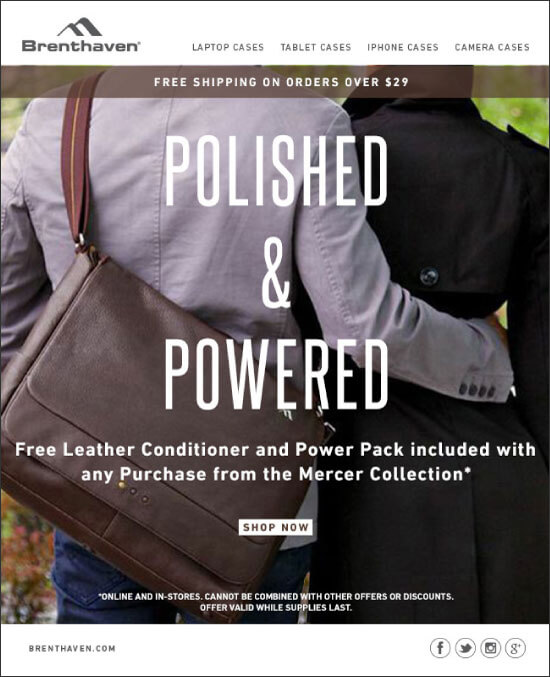 Brenthaven
LAPTOP CASES TABLET CASES IPHONE CASES CAMERA CASES
FREE SHIPPING ON ORDERS OVER $29
POLISHED
&
POWERED
Free Leather Conditioner and Power Pack included with
any Purchase from the Mercer Collection*
SHOP NOW
*ONLINE AND IN-STORES. CANNOT BE COMBINED WITH OTHER OFFERS OR DISCOUNTS.
OFFER VALID WHILE SUPPLIES LAST.
BRENTHAVEN.COM
f g+